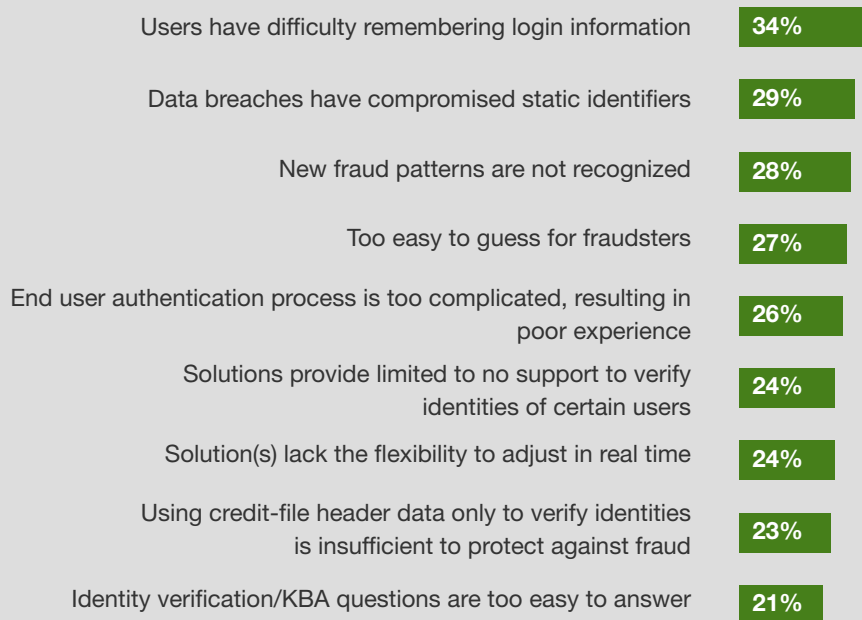 Users have difficulty remembering login information 34%
Data breaches have compromised static identifiers 29%
New fraud patterns are not recognized 28%
Too easy to guess for fraudsters 27%
End user authentication process is too complicated, resulting in
poor experience 26%
Solutions provide limited to no support to verify
identities of certain users 24%
Solution(s) lack the flexibility to adjust in real time 24%
Using credit-file header data only to verify identities
is insufficient to protect against fraud 23%
Identity verification/KBA questions are too easy to answer 21%